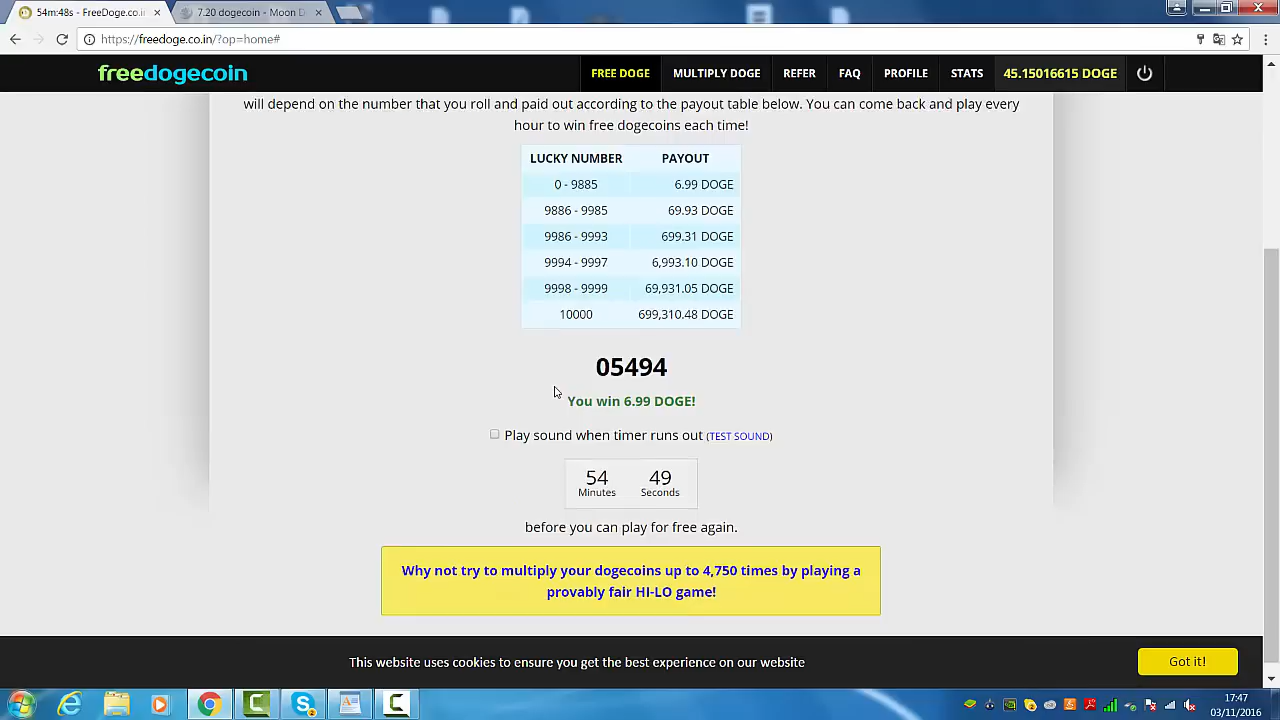 54m:48s - FreeDoge.co.i
7.20 dogecoin - Moon D
https://freedoge.co.in/?op=home#
freedogecoin
FREE DOGE MULTIPLY DOGE REFER FAQ PROFILE STATS 45.15016615 DOGE
will depend on the number that you roll and paid out according to the payout table below. You can come back and play every
hour to win free dogecoins each time!
LUCKY NUMBER PAYOUT
0 - 9885 6.99 DOGE
9886 - 9985 69.93 DOGE
9986 - 9993 699.31 DOGE
9994 - 9997 6,993.10 DOGE
9998 - 9999 69,931.05 DOGE
10000 699,310.48 DOGE
05494
You win 6.99 DOGE!
Play sound when timer runs out (TEST SOUND)
54 49
Minutes Seconds
before you can play for free again.
Why not try to multiply your dogecoins up to 4,750 times by playing a
provably fair HI-LO game!
This website uses cookies to ensure you get the best experience on our website
Got it!
17:47
03/11/2016